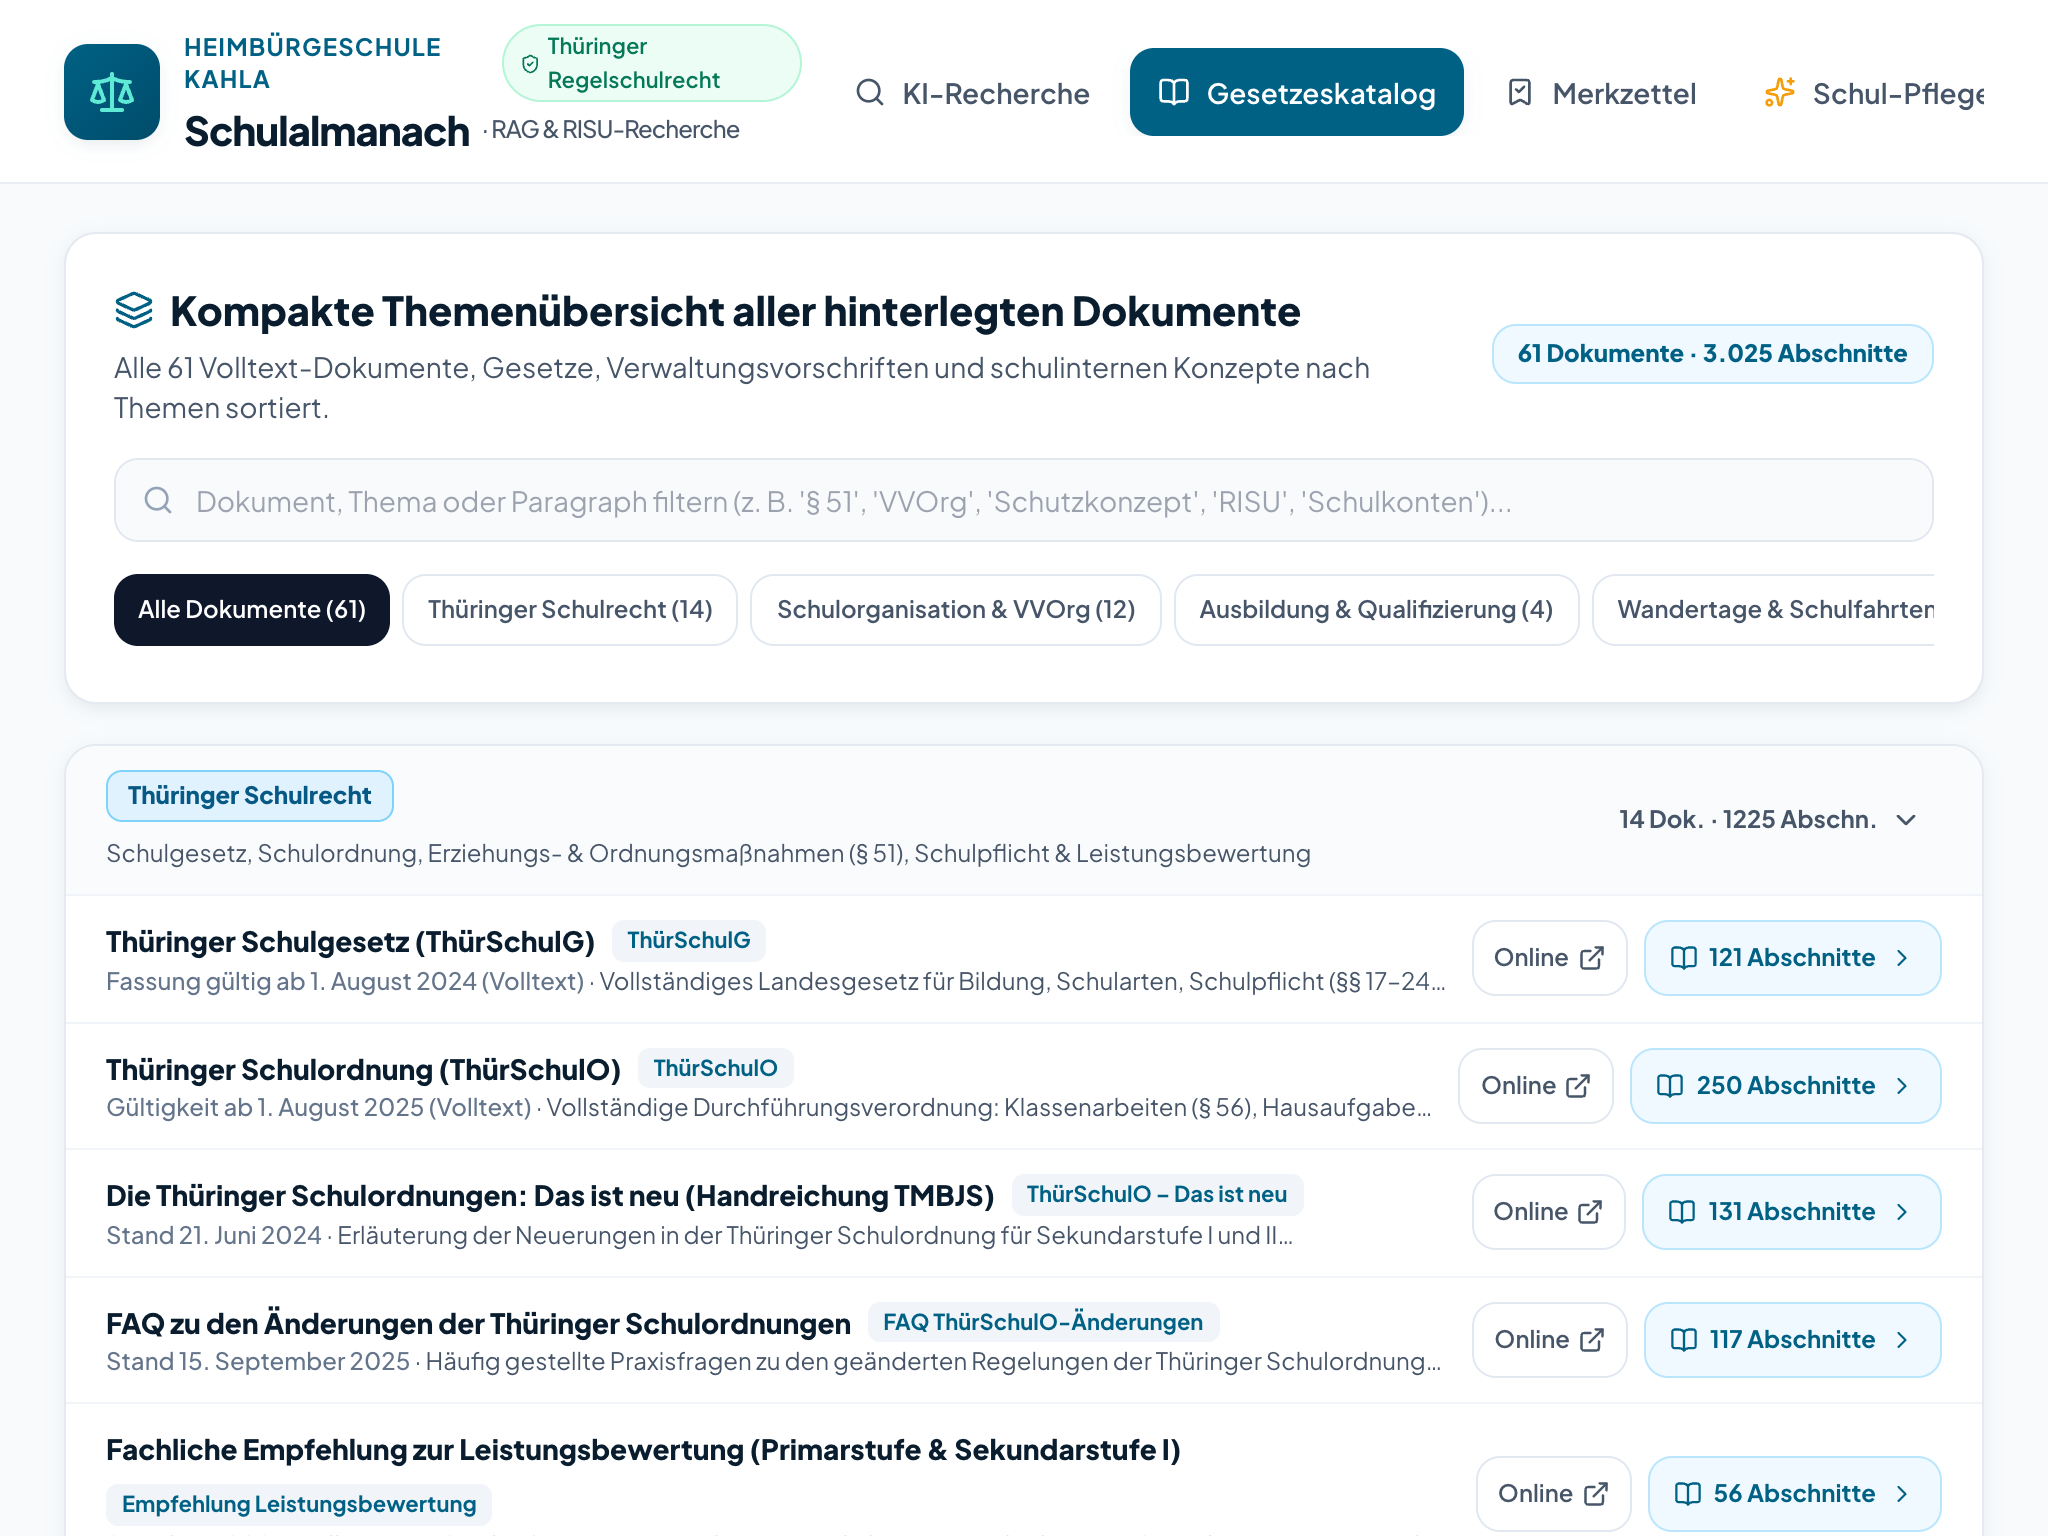 HEIMBÜRGESCHULE
KAHLA
Thüringer
Regelschulrecht
Schulalmanach · RAG & RISU-Recherche
KI-Recherche
Gesetzeskatalog
Merkzettel
Schul-Pflege
Kompakte Themenübersicht aller hinterlegten Dokumente
Alle 61 Volltext-Dokumente, Gesetze, Verwaltungsvorschriften und schulinternen Konzepte nach
Themen sortiert.
61 Dokumente · 3.025 Abschnitte
Dokument, Thema oder Paragraph filtern (z. B. '§ 51', 'VVOrg', 'Schutzkonzept', 'RISU', 'Schulkonten')...
Alle Dokumente (61)
Thüringer Schulrecht (14)
Schulorganisation & VVOrg (12)
Ausbildung & Qualifizierung (4)
Wandertage & Schulfahrten
Thüringer Schulrecht
Schulgesetz, Schulordnung, Erziehungs- & Ordnungsmaßnahmen (§ 51), Schulpflicht & Leistungsbewertung
14 Dok. · 1225 Abschn.
Thüringer Schulgesetz (ThürSchulG) ThürSchulG
Fassung gültig ab 1. August 2024 (Volltext) · Vollständiges Landesgesetz für Bildung, Schularten, Schulpflicht (§§ 17–24…
Online
121 Abschnitte
Thüringer Schulordnung (ThürSchulO) ThürSchulO
Gültigkeit ab 1. August 2025 (Volltext) · Vollständige Durchführungsverordnung: Klassenarbeiten (§ 56), Hausaufgabe…
Online
250 Abschnitte
Die Thüringer Schulordnungen: Das ist neu (Handreichung TMBJS) ThürSchulO – Das ist neu
Stand 21. Juni 2024 · Erläuterung der Neuerungen in der Thüringer Schulordnung für Sekundarstufe I und II…
Online
131 Abschnitte
FAQ zu den Änderungen der Thüringer Schulordnungen FAQ ThürSchulO-Änderungen
Stand 15. September 2025 · Häufig gestellte Praxisfragen zu den geänderten Regelungen der Thüringer Schulordnung…
Online
117 Abschnitte
Fachliche Empfehlung zur Leistungsbewertung (Primarstufe & Sekundarstufe I)
Empfehlung Leistungsbewertung
Online
56 Abschnitte